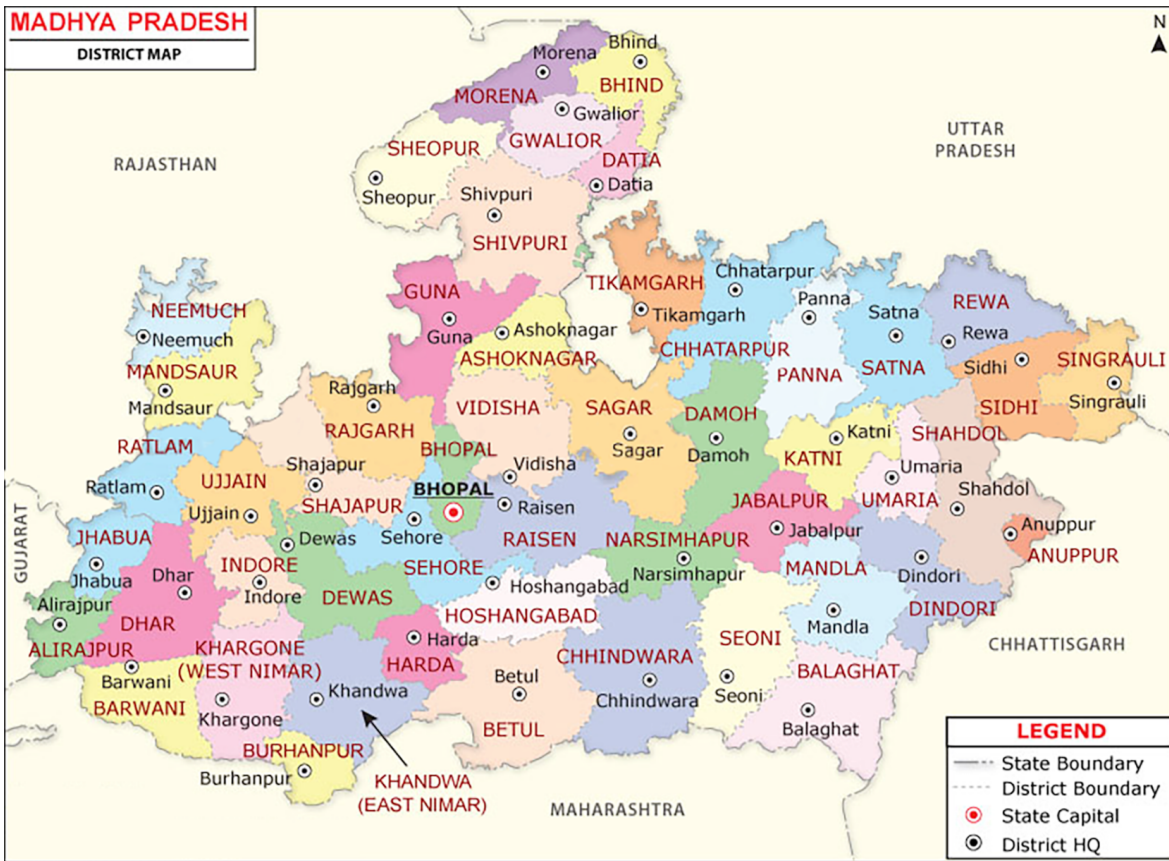 MADHYA PRADESH
DISTRICT MAP
N
Morena
Bhind
MORENA
BHIND
Gwalior
GWALIOR
UTTAR
PRADESH
RAJASTHAN
SHEOPUR
DATIA
Sheopur
Shivpuri
Datia
SHIVPURI
TIKAMGARH
Chhatarpur
GUNA
Panna
REWA
NEEMUCH
Tikamgarh
Satna
Neemuch
Guna
Ashoknagar
Rewa
CHHATARPUR
ASHOKNAGAR
Sidhi
SINGRAULI
MANDSAUR
PANNA
SATNA
Mandsaur
Rajgarh
VIDISHA
SAGAR
DAMOH
SIDHI
Singrauli
RAJGARH
Katni
SHAHDOL
RATLAM
BHOPAL
Sagar
Damoh
KATNI
Shajapur
Vidisha
Umaria
UJJAIN
Ratlam
BHOPAL
Shahdol
SHAJAPUR
Raisen
JABALPUR
UMARIA
Ujjain
Sehore
Jabalpur
Anuppur
JHABUA
Dewas
RAISEN
NARSIMHAPUR
ANUPPUR
GUJARAT
INDORE
SEHORE
Narsimhapur
MANDLA
Dindori
Jhabua
Dhar
Indore
Hoshangabad
Alirajpur
DEWAS
HOSHANGABAD
DINDORI
DHAR
Mandla
SEONI
Harda
CHHATTISGARH
ALIRAJPUR
KHARGONE
(WEST NIMAR)
HARDA
CHHINDWARA
BALAGHAT
Barwani
Betul
Khandwa
Seoni
BARWANI
Khargone
Chhindwara
Balaghat
BETUL
BURHANPUR
Burhanpur
KHANDWA
(EAST NIMAR)
MAHARASHTRA
LEGEND
State Boundary
District Boundary
State Capital
District HQ